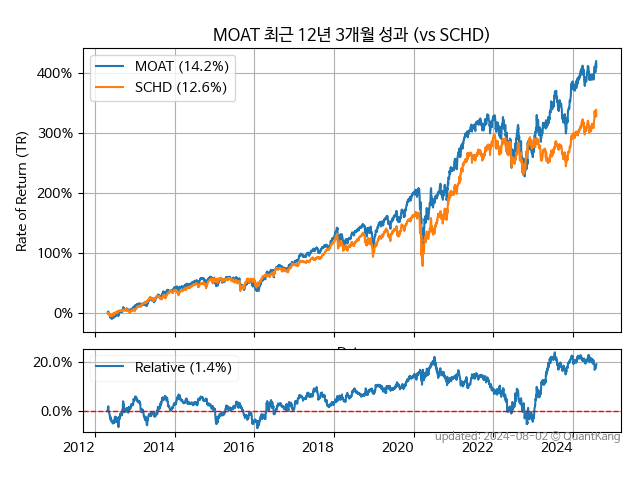 MOAT 최근 12년 3개월 성과 (vs SCHD)
MOAT (14.2%)
SCHD (12.6%)
Rate of Return (TR)
400%
300%
200%
100%
0%
Relative (1.4%)
20.0%
0.0%
2012 2014 2016 2018 2020 2022 2024
updated: 2024-08-02 © QuantKang